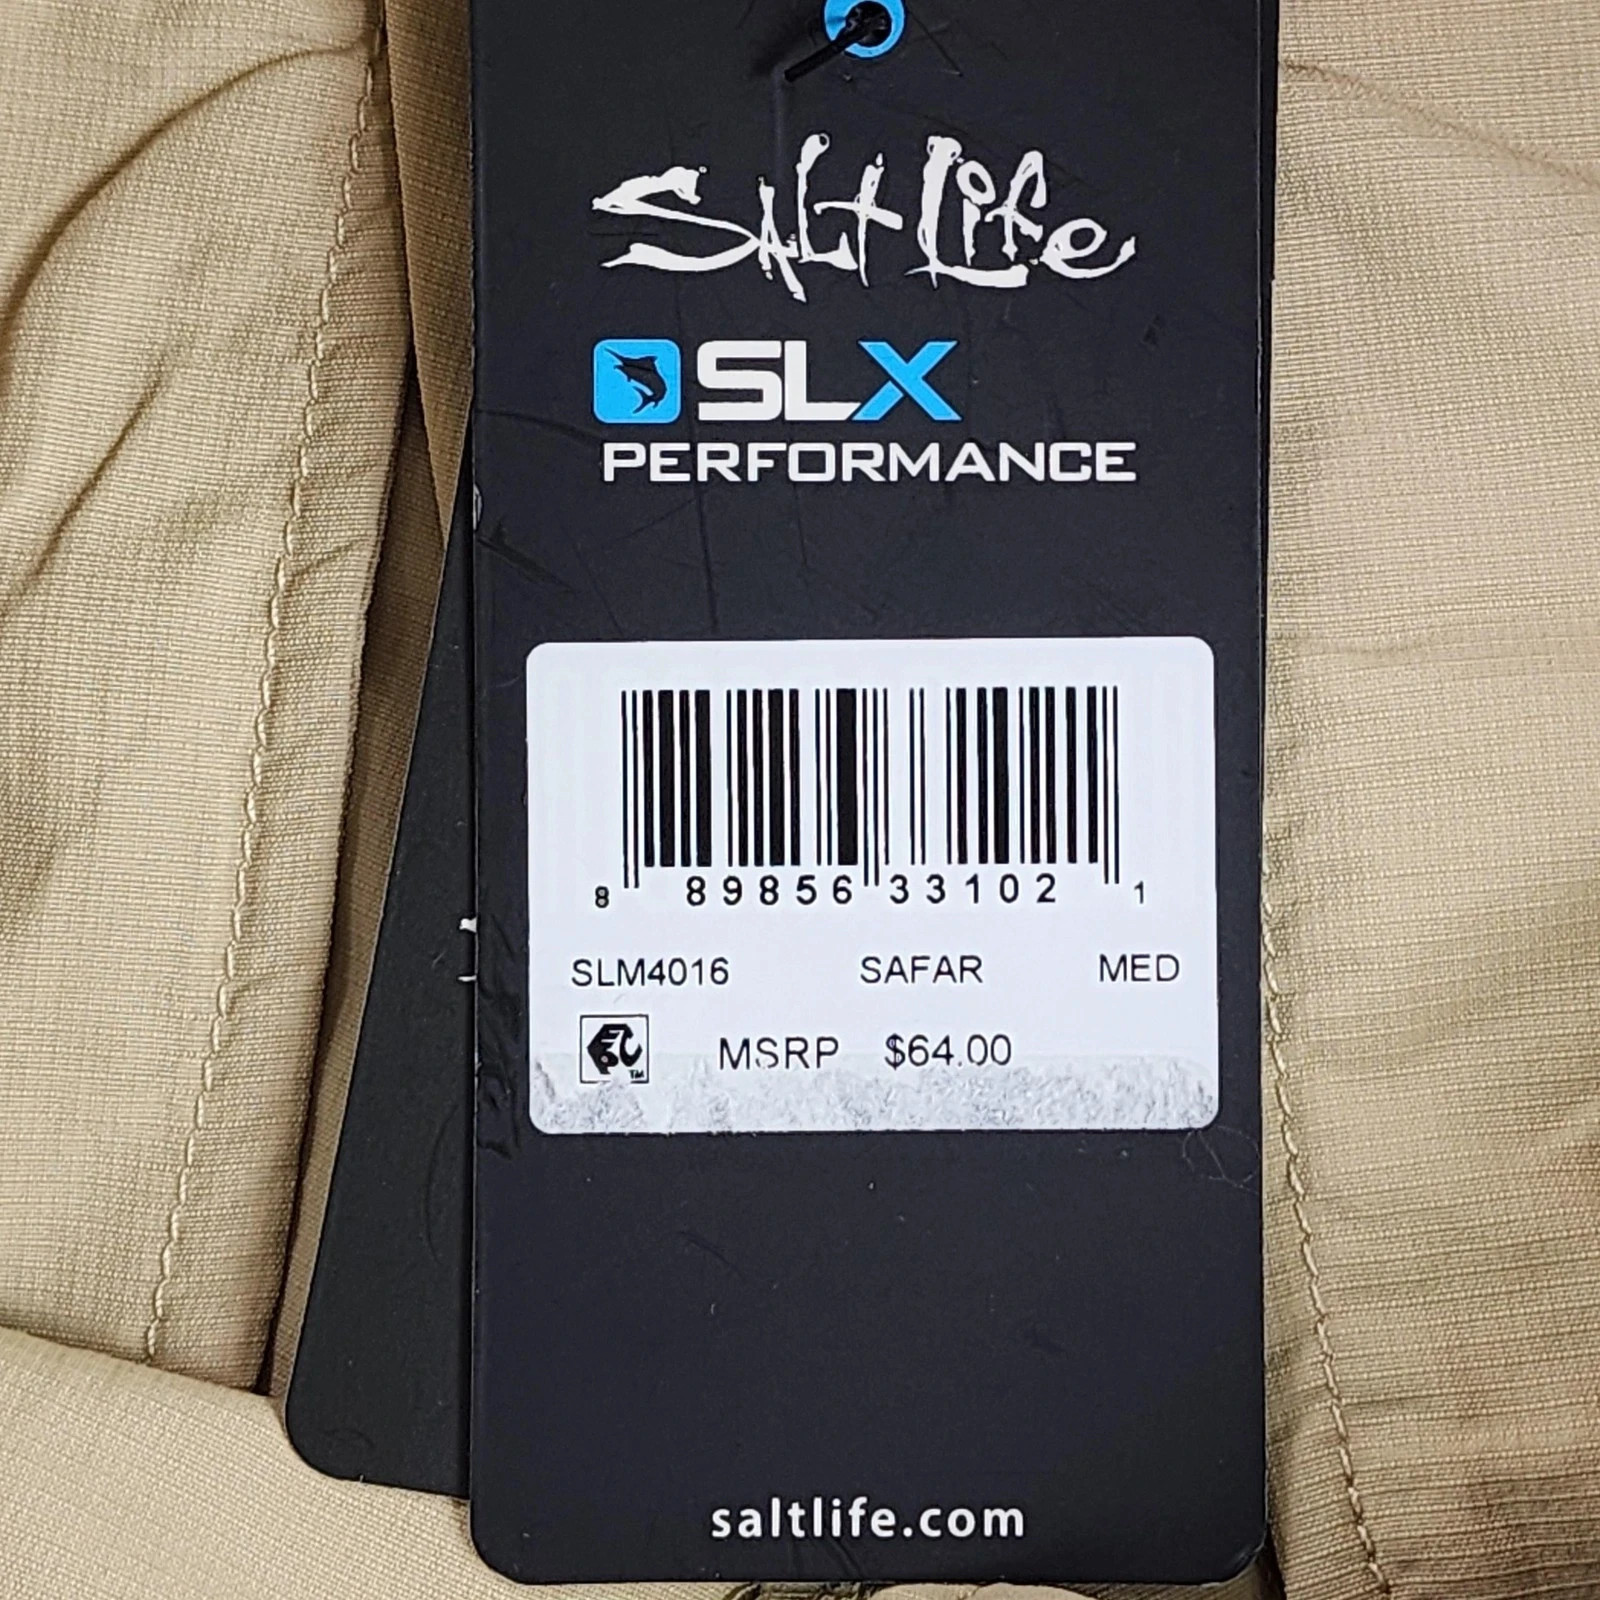 Salt Life
SLX
PERFORMANCE
8 89856 33102 1
SLM4016 SAFAR MED
MSRP $64.00
saltlife.com